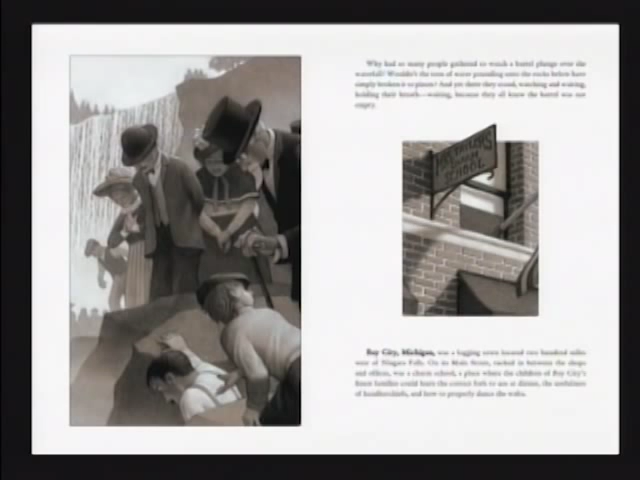 Why had so many people gathered to watch a barrel plunge over the
waterfall? Wouldn't the tons of water pounding onto the rocks below have
simply broken it to pieces? And yet there they stood, watching and waiting,
holding their breath—waiting, because they all knew the barrel was not
empty.
SCHOOL
Bay City, Michigan, was a logging town located two hundred miles
west of Niagara Falls. On its Main Street, tucked in between the shops
and offices, was a charm school, a place where the children of Bay City's
finest families could learn the correct fork to use at dinner, the usefulness
of handkerchiefs, and how to properly dance the waltz.